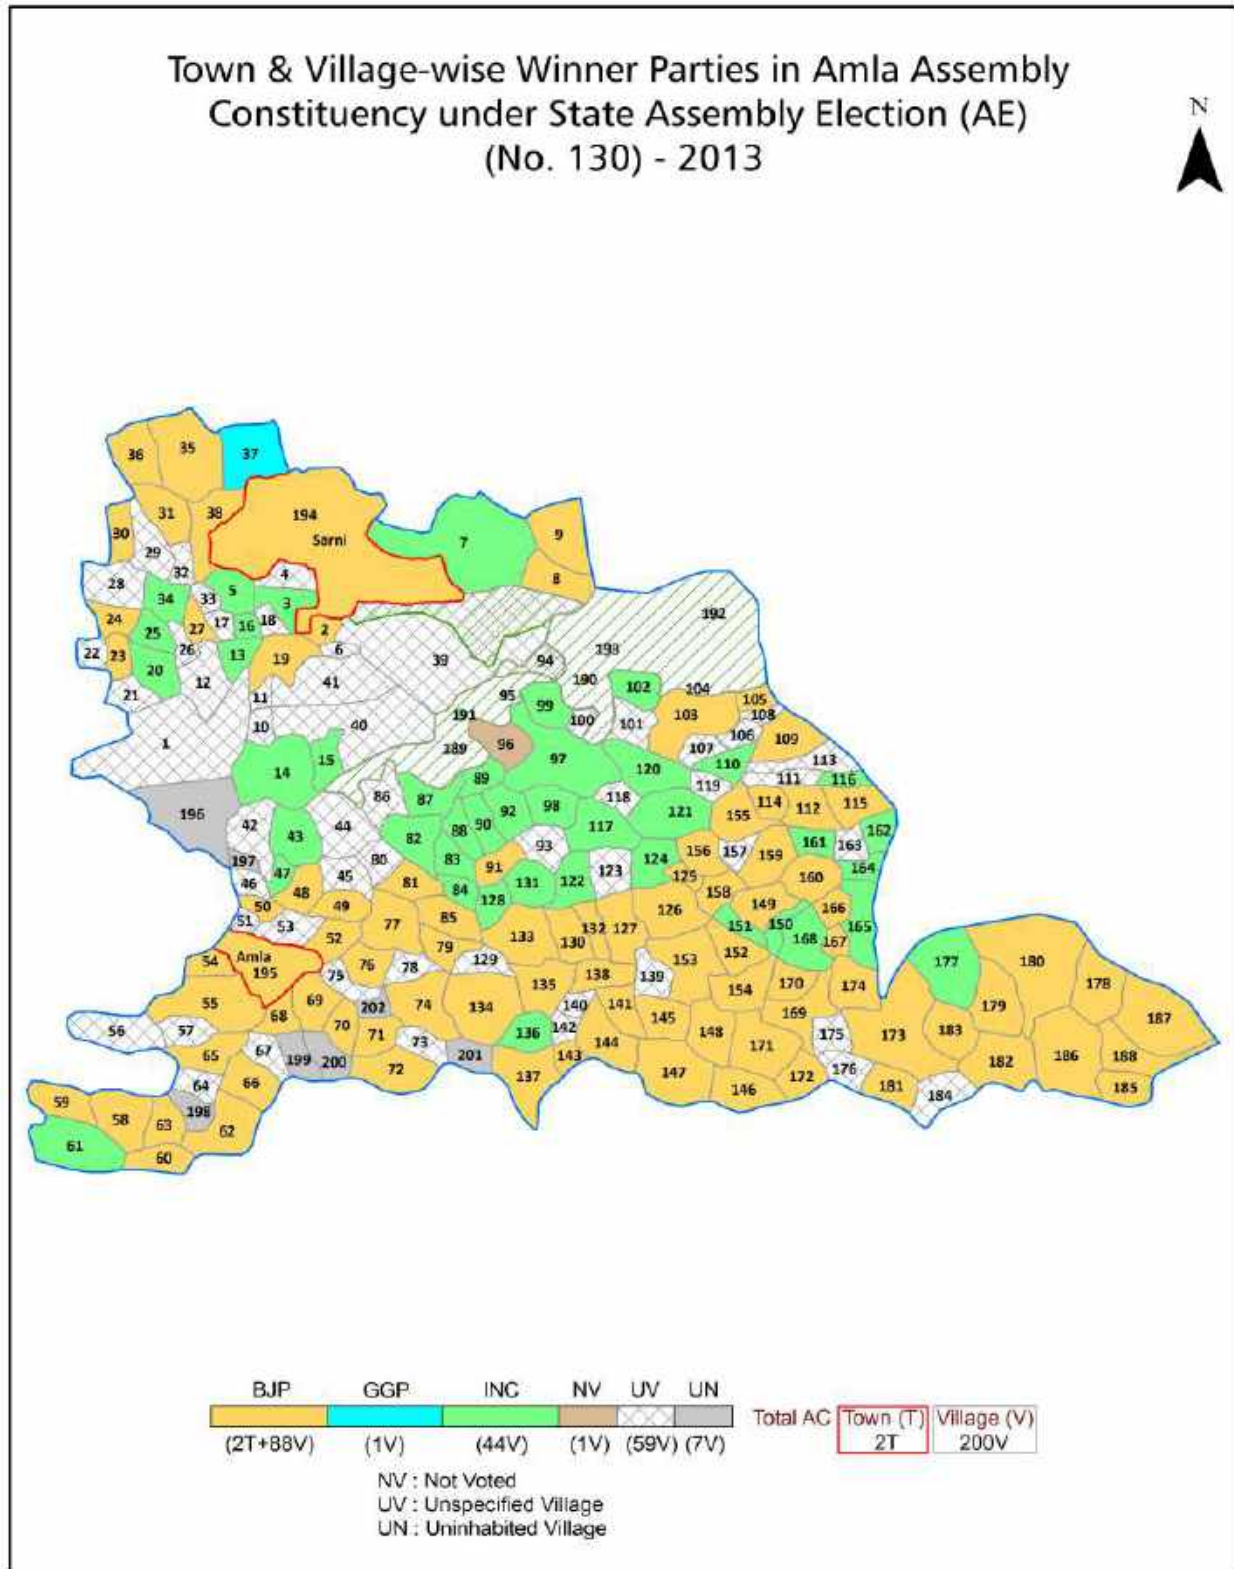 Town & Village-wise Winner Parties in Amla Assembly
Constituency under State Assembly Election (AE)
(No. 130) - 2013
N
36 35 37
31 38 194
Sarni
30 29 32 7 9
28 4 8
34 33 5 3
24 25 27 17 16 18 2 192
22 23 20 26 13 19 6 39 94 193
21 12 11 41 95 190 102 104
1 10 40 191 99 100 101 103 105 108
189 96 107 106 109
14 15 89 97 120 110 113
196 86 87 118 119 111 116
42 43 44 82 88 90 92 98 117 121 155 114 112 115
197 47 80 83 93 124 156 157 159 161 163 162
46 48 45 81 84 91 131 122 123 125 158 160 164
50 49 128 126 149 166
51 53 52 77 85 133 130 132 127 151 150 168 167 165
Amla
54 195 76 79 129 152
75 78 138 139 153 170 174 177 180 178
55 69 202 74 134 135 140 141 154 169 179
56 57 68 70 71 136 142 145 148 175 173 183 187
65 67 199 200 73 201 143 144 171 182 186 188
64 66 72 137 147 146 172 176 181 184 185
59 58 63 198 62
61 60
BJP GGP INC NV UV UN
Total AC Town (T) Village (V)
2T 200V
(2T+88V) (1V) (44V) (1V) (59V) (7V)
NV : Not Voted
UV : Unspecified Village
UN : Uninhabited Village